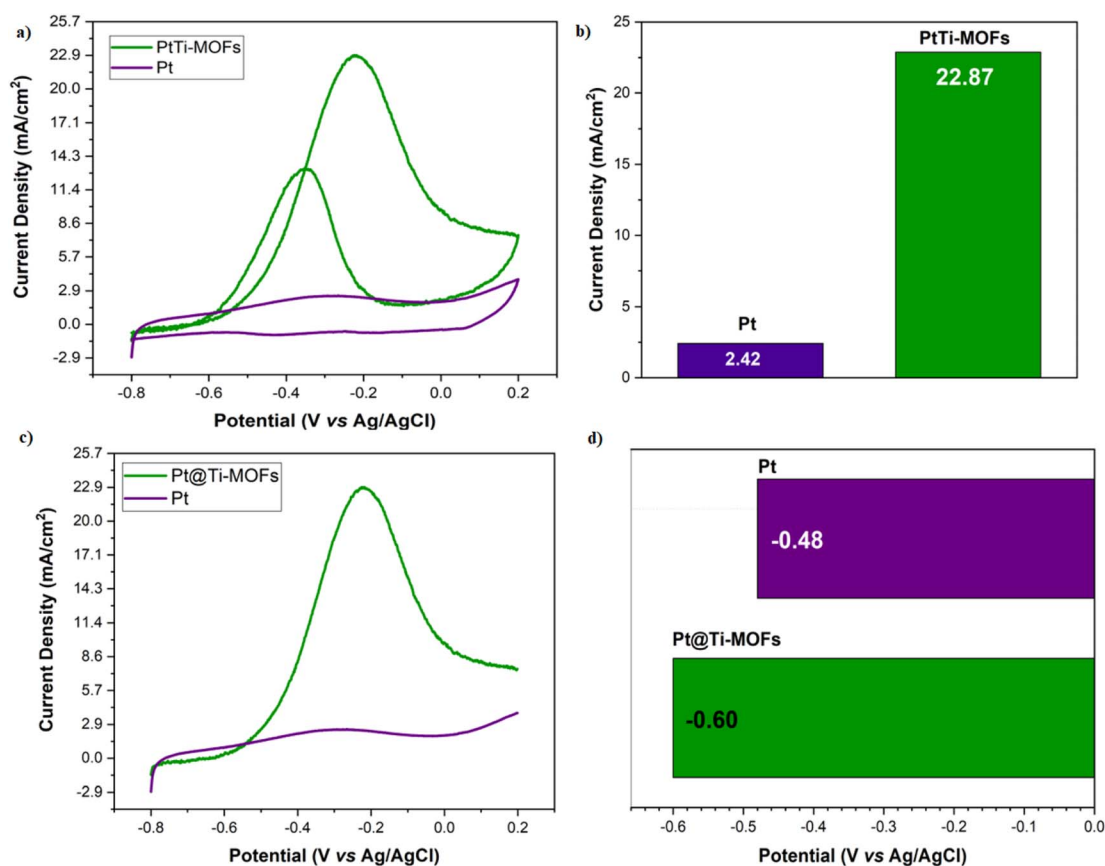 a)
PtTi-MOFs
Pt
25.7
22.9
20.0
17.1
14.3
11.4
8.6
5.7
2.9
0.0
-2.9
Current Density (mA/cm²)
-0.8 -0.6 -0.4 -0.2 0.0 0.2
Potential (V vs Ag/AgCl)
b)
25
20
15
10
5
0
Current Density (mA/cm²)
Pt
2.42
PtTi-MOFs
22.87
c)
Pt@Ti-MOFs
Pt
25.7
22.9
20.0
17.1
14.3
11.4
8.6
5.7
2.9
0.0
-2.9
Current Density (mA/cm²)
-0.8 -0.6 -0.4 -0.2 0.0 0.2
Potential (V vs Ag/AgCl)
d)
Pt
-0.48
Pt@Ti-MOFs
-0.60
-0.6 -0.5 -0.4 -0.3 -0.2 -0.1 0.0
Potential (V vs Ag/AgCl)